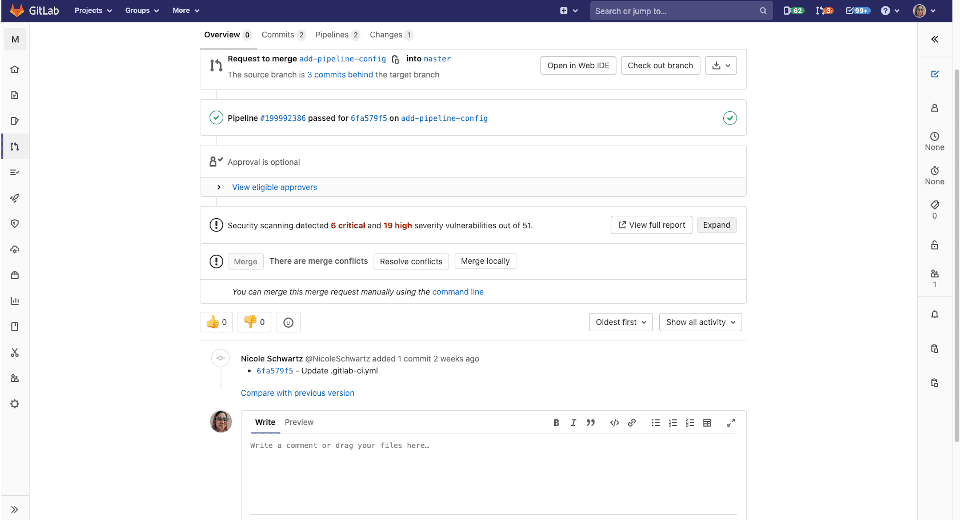 GitLab Projects Groups More Search or jump to... 62 3 99+
M
Overview 0 Commits 2 Pipelines 2 Changes 1
Request to merge add-pipeline-config into master Open in Web IDE Check out branch
The source branch is 3 commits behind the target branch
Pipeline #199992386 passed for 6fa579f5 on add-pipeline-config
None
Approval is optional
None
View eligible approvers
0
Security scanning detected 6 critical and 19 high severity vulnerabilities out of 51. View full report Expand
Merge There are merge conflicts Resolve conflicts Merge locally
1
You can merge this merge request manually using the command line
0 0 Oldest first Show all activity
Nicole Schwartz @NicoleSchwartz added 1 commit 2 weeks ago
• 6fa579f5 - Update .gitlab-ci.yml
Compare with previous version
Write Preview
Write a comment or drag your files here…